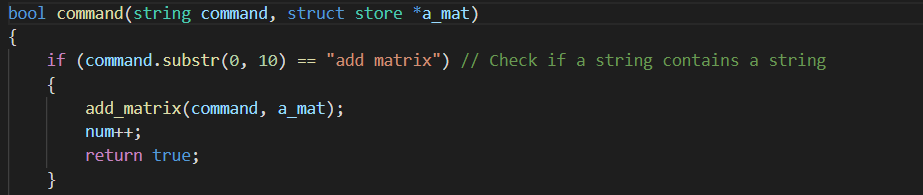 bool command(string command, struct store *a_mat)
{
    if (command.substr(0, 10) == "add matrix") // Check if a string contains a string
    {
        add_matrix(command, a_mat);
        num++;
        return true;
    }